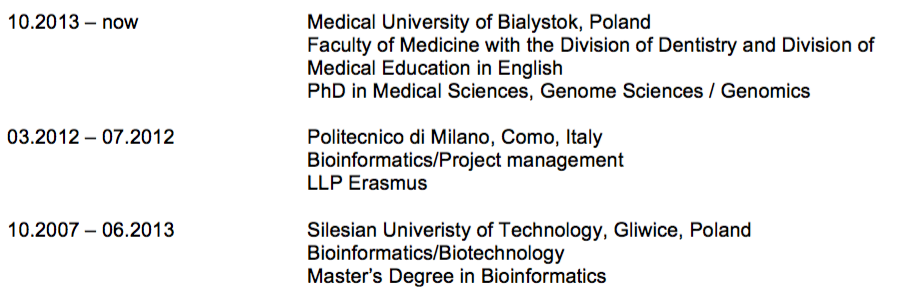 10.2013 – now Medical University of Bialystok, Poland
Faculty of Medicine with the Division of Dentistry and Division of
Medical Education in English
PhD in Medical Sciences, Genome Sciences / Genomics
03.2012 – 07.2012 Politecnico di Milano, Como, Italy
Bioinformatics/Project management
LLP Erasmus
10.2007 – 06.2013 Silesian Univeristy of Technology, Gliwice, Poland
Bioinformatics/Biotechnology
Master's Degree in Bioinformatics